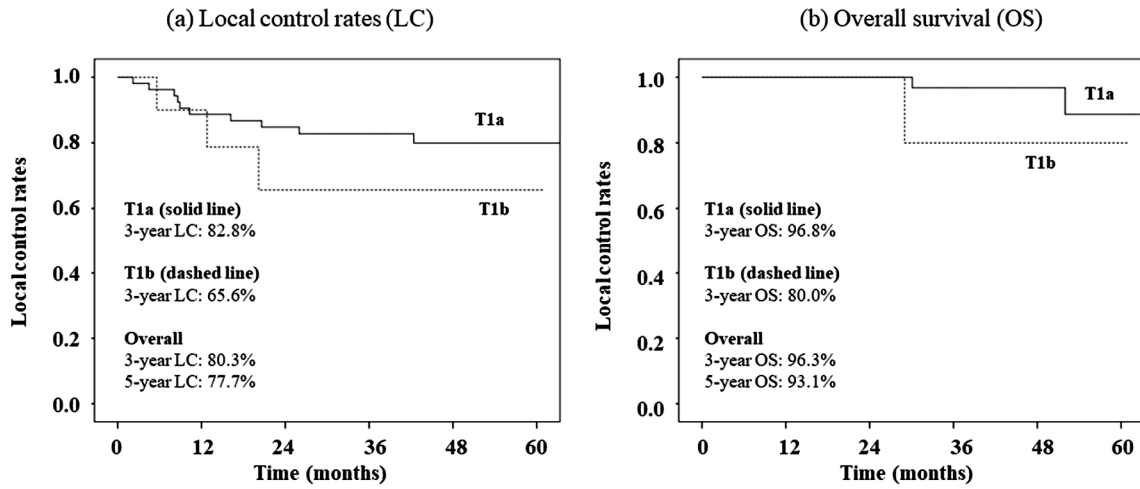 (a) Local control rates (LC)
Local control rates
1.0
0.8
0.6
0.4
0.2
0.0
T1a
T1b
T1a (solid line)
3-year LC: 82.8%
T1b (dashed line)
3-year LC: 65.6%
Overall
3-year LC: 80.3%
5-year LC: 77.7%
0 12 24 36 48 60
Time (months)
(b) Overall survival (OS)
Local control rates
1.0
0.8
0.6
0.4
0.2
0.0
T1a
T1b
T1a (solid line)
3-year OS: 96.8%
T1b (dashed line)
3-year OS: 80.0%
Overall
3-year OS: 96.3%
5-year OS: 93.1%
0 12 24 36 48 60
Time (months)